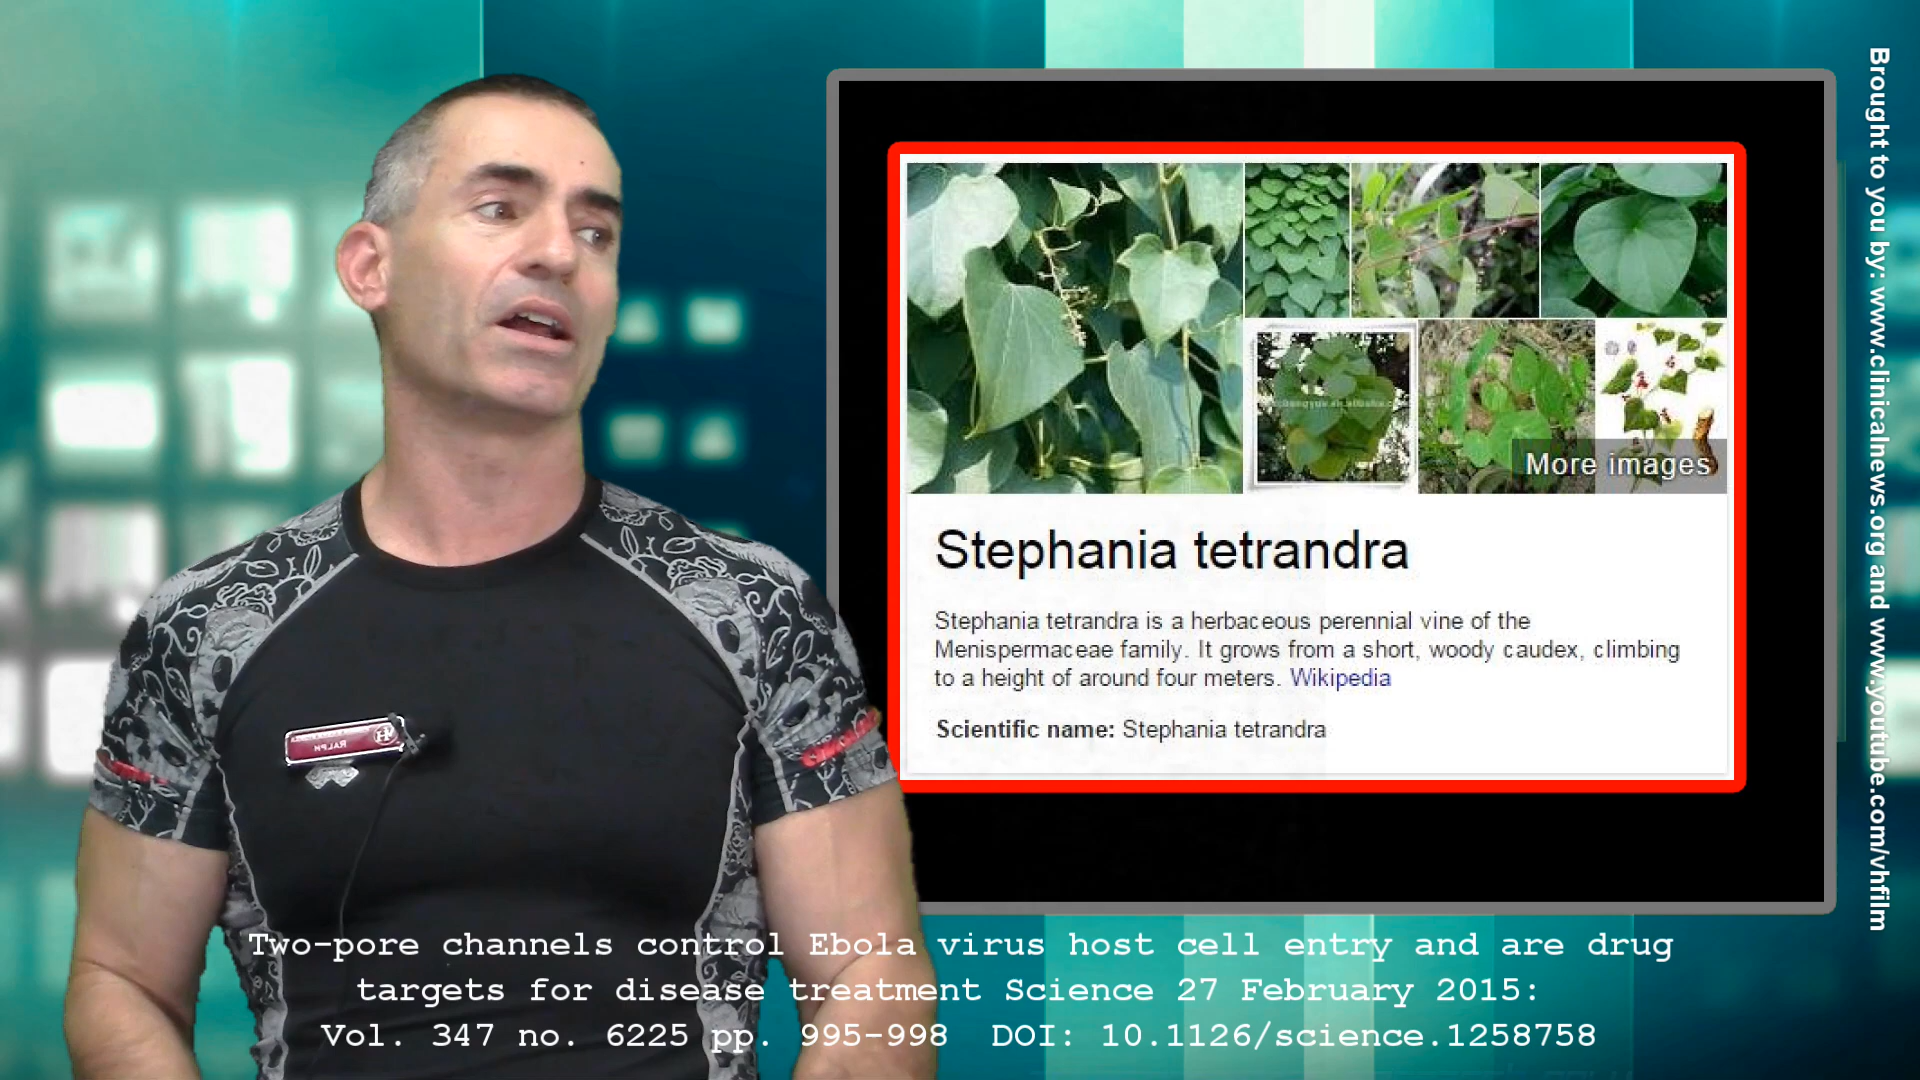 More images
Stephania tetrandra
Stephania tetrandra is a herbaceous perennial vine of the
Menispermaceae family. It grows from a short, woody caudex, climbing
to a height of around four meters. Wikipedia
Scientific name: Stephania tetrandra
RALPH
Two-pore channels control Ebola virus host cell entry and are drug
targets for disease treatment Science 27 February 2015:
Vol. 347 no. 6225 pp. 995-998 DOI: 10.1126/science.1258758
Brought to you by: www.clinicalnews.org and www.youtube.com/vhfilm